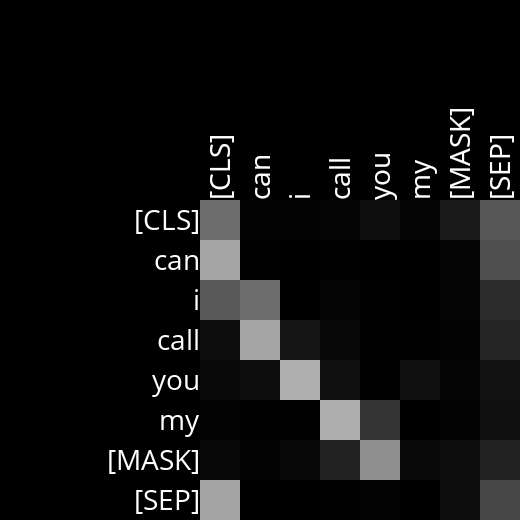 [CLS] can i call you my [MASK] [SEP]
[CLS]
can
i
call
you
my
[MASK]
[SEP]